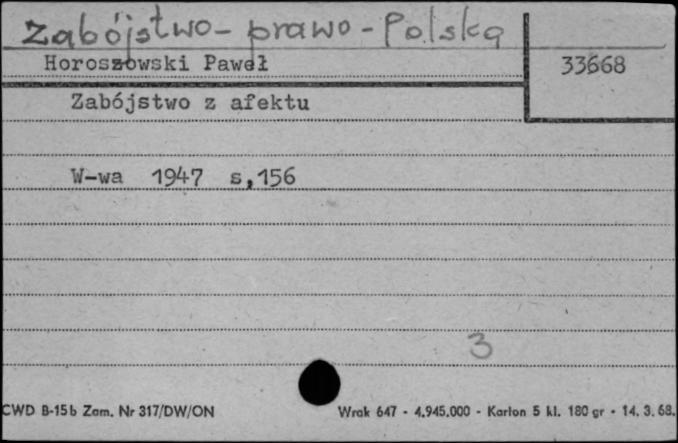 Zabójstwo - prawo - Polska
Horoszowski Paweł
33668
Zabójstwo z afektu
W-wa 1947 s,156
3
CWD B-15b Zam. Nr 317/DW/ON
Wrak 647 - 4.945.000 - Karton 5 kl. 180 gr - 14. 3. 68.